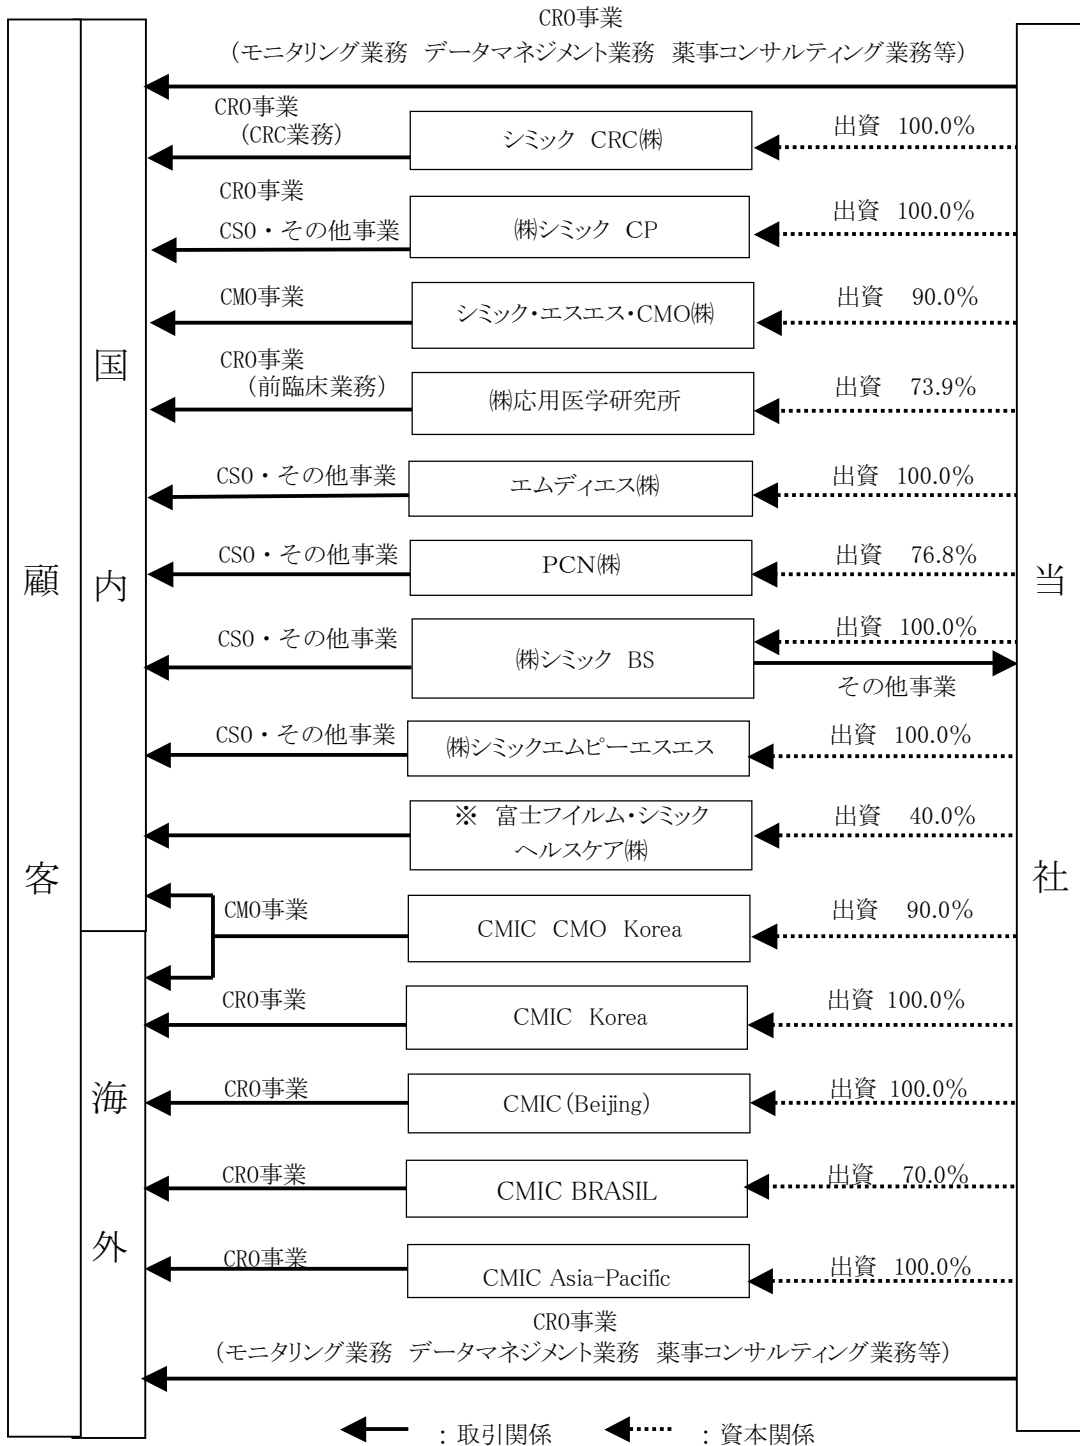 CRO事業
(モニタリング業務 データマネジメント業務 薬事コンサルティング業務等)
CRO事業
(CRC業務)
シミック CRC㈱
出資 100.0%
CRO事業
CSO・その他事業
㈱シミック CP
出資 100.0%
CMO事業
シミック・エスエス・CMO㈱
出資 90.0%
CRO事業
(前臨床業務)
㈱応用医学研究所
出資 73.9%
CSO・その他事業
エムディエス㈱
出資 100.0%
CSO・その他事業
PCN㈱
出資 76.8%
CSO・その他事業
㈱シミック BS
出資 100.0%
その他事業
CSO・その他事業
㈱シミックエムピーエスエス
出資 100.0%
※ 富士フイルム・シミック
ヘルスケア㈱
出資 40.0%
CMO事業
CMIC CMO Korea
出資 90.0%
CRO事業
CMIC Korea
出資 100.0%
CRO事業
CMIC(Beijing)
出資 100.0%
CRO事業
CMIC BRASIL
出資 70.0%
CRO事業
CMIC Asia-Pacific
出資 100.0%
CRO事業
(モニタリング業務 データマネジメント業務 薬事コンサルティング業務等)
顧客
国内
海外
当社
:取引関係
:資本関係